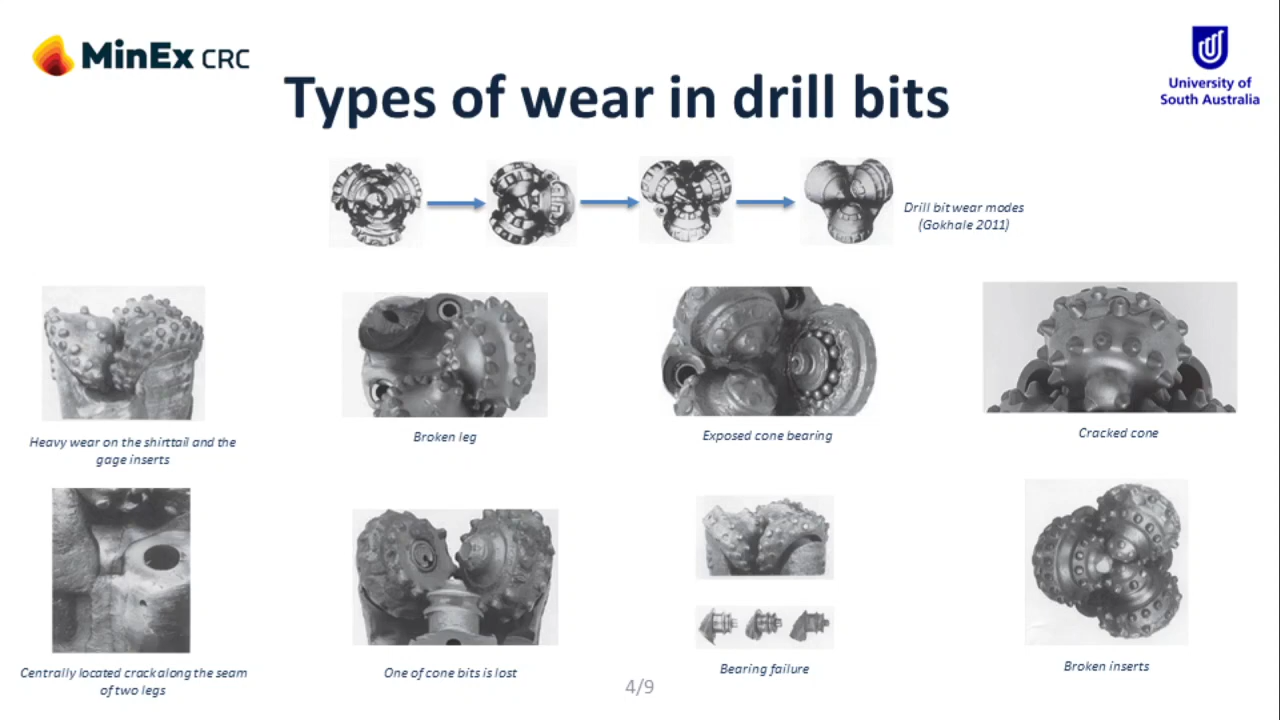 MinEx CRC
University of
South Australia
Types of wear in drill bits
Drill bit wear modes
(Gokhale 2011)
Heavy wear on the shirttail and the
gage inserts
Broken leg
Exposed cone bearing
Cracked cone
Centrally located crack along the seam
of two legs
One of cone bits is lost
Bearing failure
Broken inserts
4/9